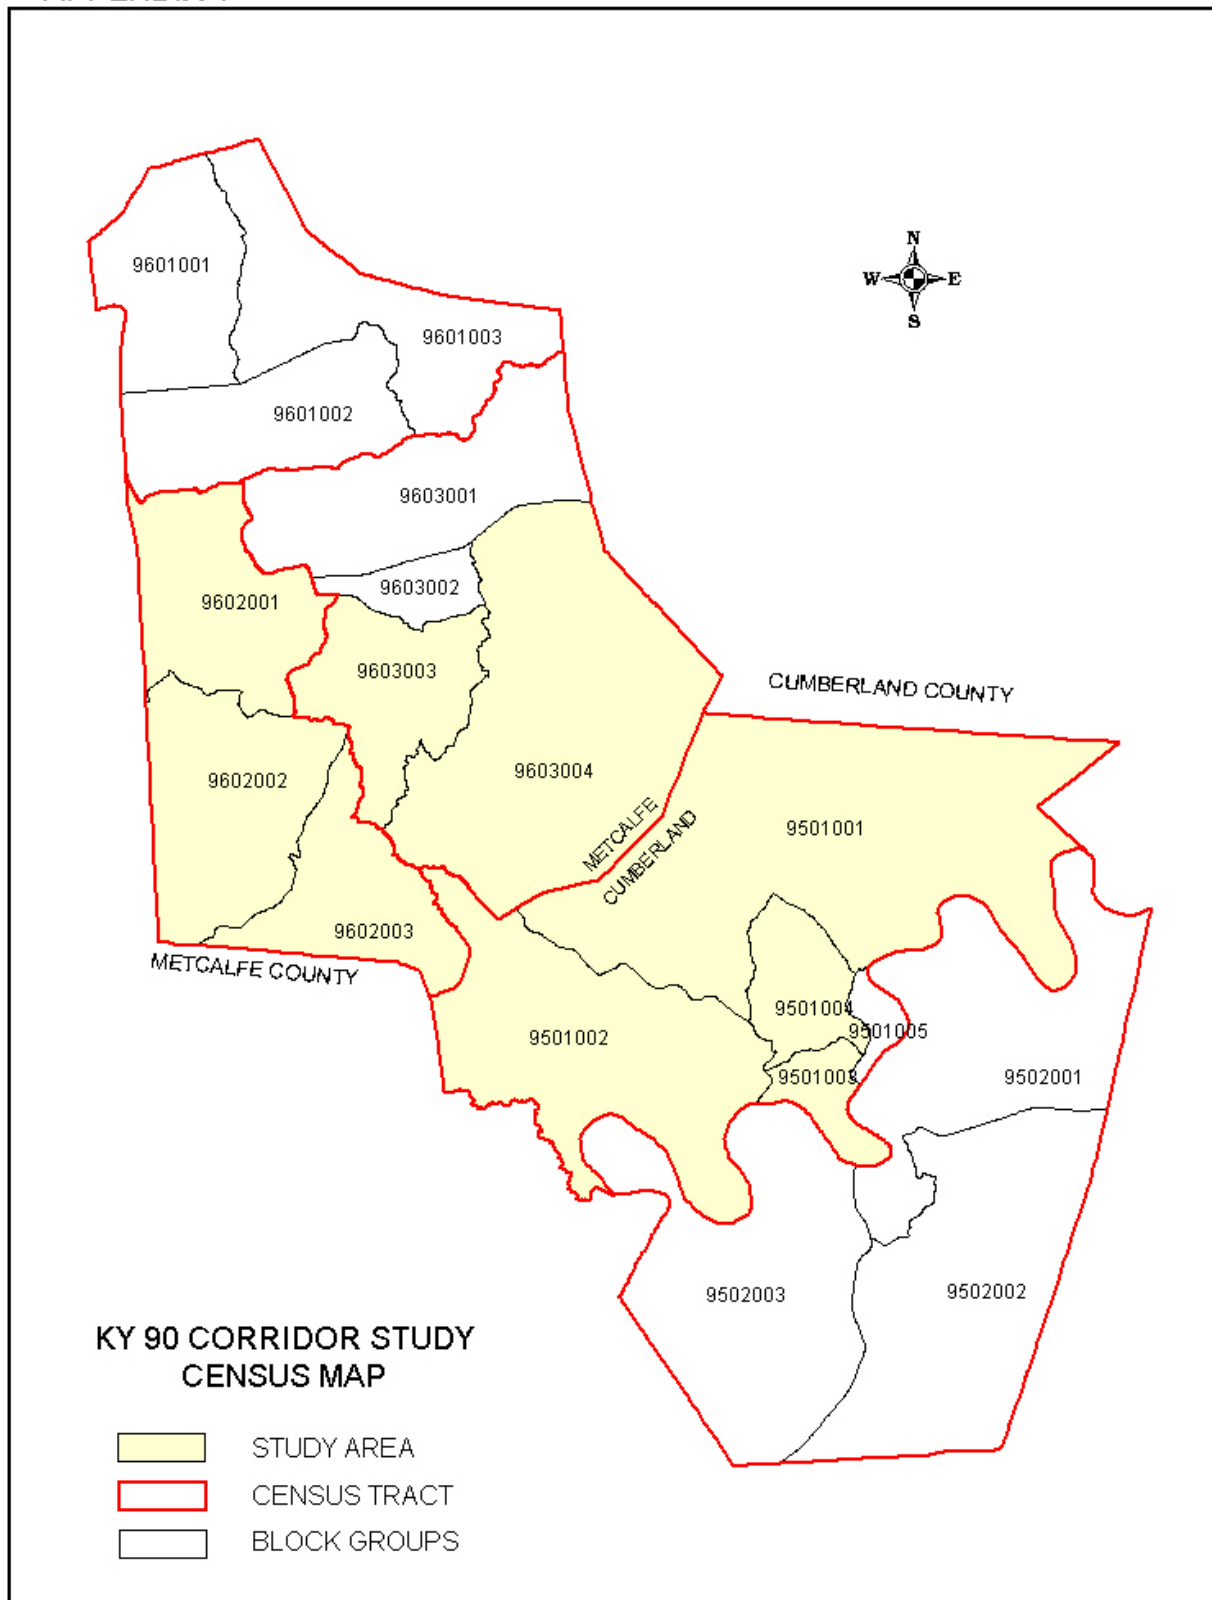 N
W E
S
9601001
9601003
9601002
9603001
9603002
9602001
9603003
CUMBERLAND COUNTY
9603004
9602002
METCALFE
CUMBERLAND
9501001
9602003
METCALFE COUNTY
9501004
9501005
9501002
9501003
9502001
9502003
9502002
KY 90 CORRIDOR STUDY
CENSUS MAP
STUDY AREA
CENSUS TRACT
BLOCK GROUPS